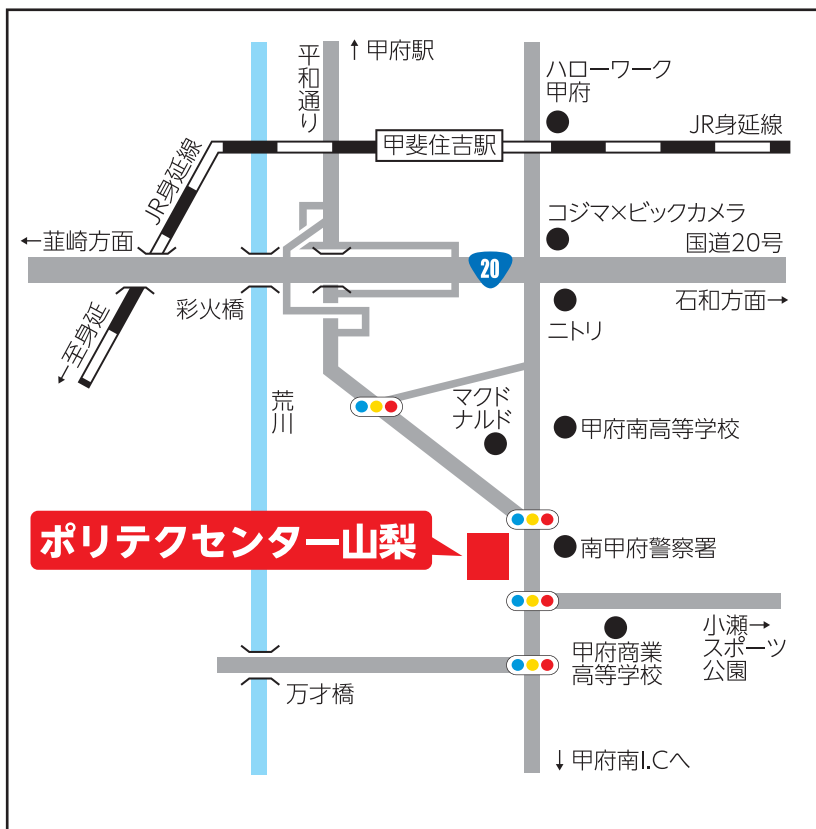 平和通り
↑甲府駅
ハローワーク
甲府
JR身延線
甲斐住吉駅
JR身延線
コジマ×ビックカメラ
←韮崎方面
国道20号
20
石和方面→
彩火橋
ニトリ
←至身延
荒川
マクド
ナルド
甲府南高等学校
ポリテクセンター山梨
南甲府警察署
小瀬→
スポーツ
公園
甲府商業
高等学校
万才橋
↓甲府南I.Cへ